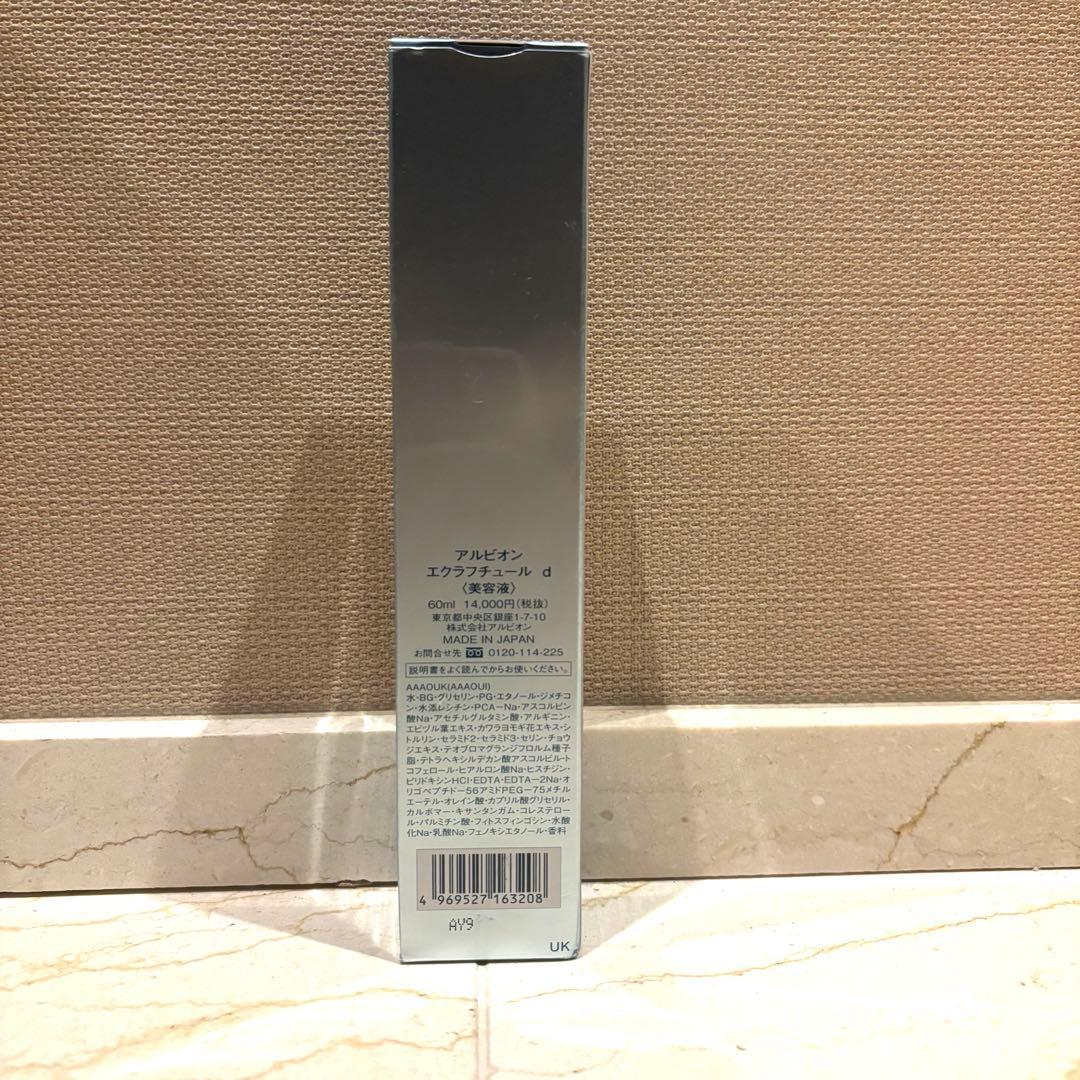 アルビオン
エクラフチュール d
〈美容液〉
60ml 14,000円(税抜)
東京都中央区銀座1-7-10
株式会社アルビオン
MADE IN JAPAN
お問合せ先 0120-114-225
説明書をよく読んでからお使いください。
AAAOUK(AAAOUI)
水・BG・グリセリン・PG・エタノール・ジメチコ
ン・水添レシチン・PCA-Na・アスコルビン
酸Na・アセチルグルタミン酸・アルギニン・
エビヅル葉エキス・カワラヨモギ花エキス・シ
トルリン・セラミド2・セラミド3・セリン・チョウ
ジエキス・テオブロマグランジフロルム種子
脂・テトラヘキシルデカン酸アスコルビル・ト
コフェロール・ヒアルロン酸Na・ヒスチジン・
ピリドキシンHCl・EDTA・EDTA-2Na・オ
リゴペプチド-56アミドPEG-75メチル
エーテル・オレイン酸・カプリル酸グリセリル・
カルボマー・キサンタンガム・コレステロー
ル・パルミチン酸・フィトスフィンゴシン・水酸
化Na・乳酸Na・フェノキシエタノール・香料
4 969527 163208
AY9
UK